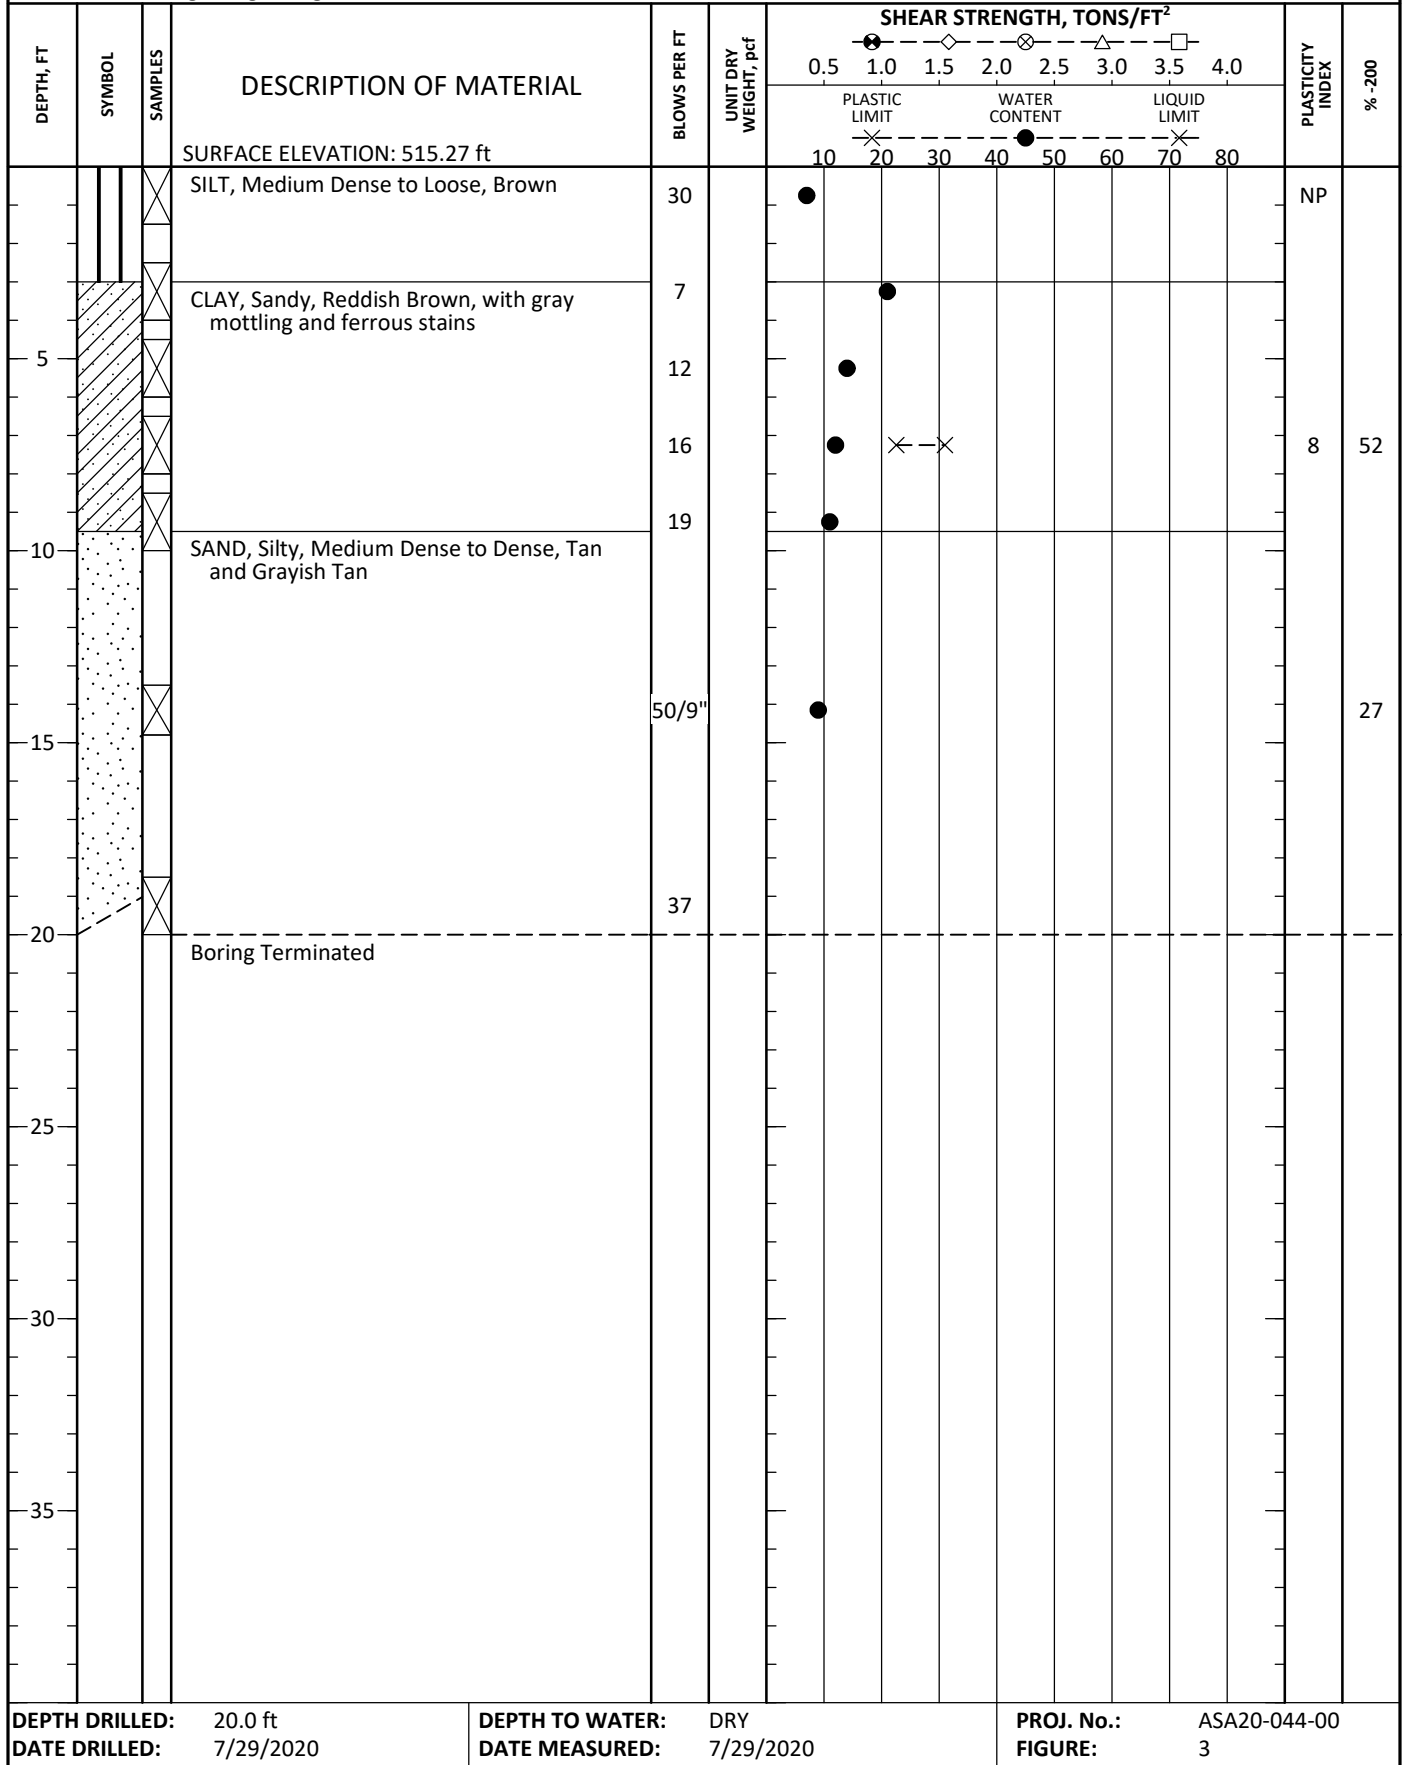 SHEAR STRENGTH, TONS/FT²
DEPTH, FT
SYMBOL
SAMPLES
DESCRIPTION OF MATERIAL
SURFACE ELEVATION: 515.27 ft
BLOWS PER FT
UNIT DRY
WEIGHT, pcf
0.5 1.0 1.5 2.0 2.5 3.0 3.5 4.0
PLASTIC
LIMIT
WATER
CONTENT
LIQUID
LIMIT
10 20 30 40 50 60 70 80
PLASTICITY
INDEX
% -200
SILT, Medium Dense to Loose, Brown
30 NP
CLAY, Sandy, Reddish Brown, with gray
mottling and ferrous stains
7
5 12
16 8 52
19
10
SAND, Silty, Medium Dense to Dense, Tan
and Grayish Tan
50/9" 27
15
37
20
Boring Terminated
25
30
35
DEPTH DRILLED: 20.0 ft DEPTH TO WATER: DRY PROJ. No.: ASA20-044-00
DATE DRILLED: 7/29/2020 DATE MEASURED: 7/29/2020 FIGURE: 3